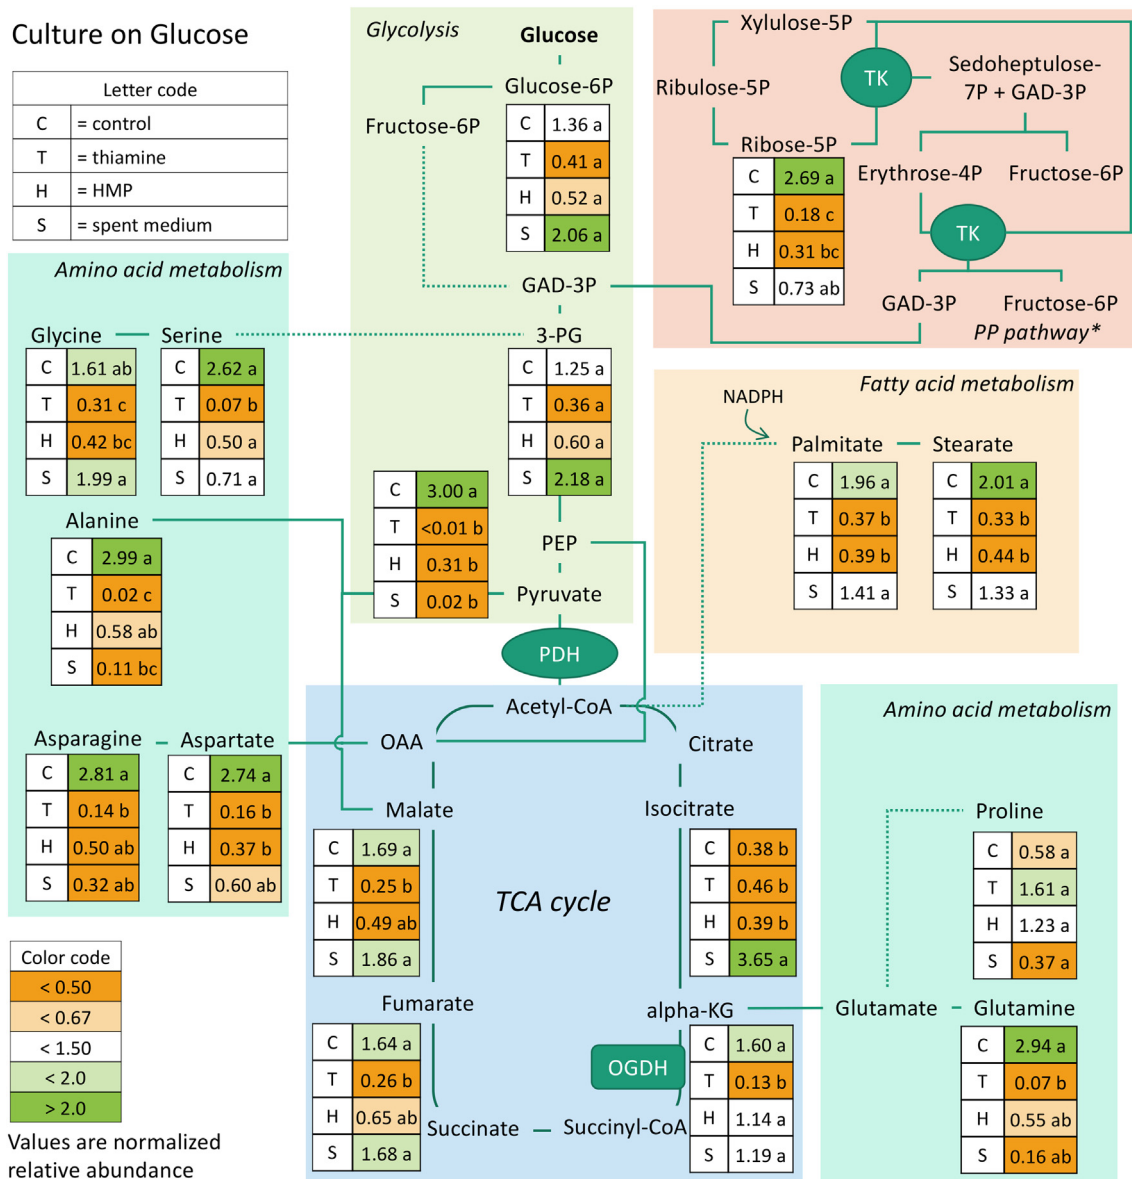 Culture on Glucose
Letter code
C = control
T = thiamine
H = HMP
S = spent medium
Glycolysis
Glucose
Glucose-6P
C 1.36 a
T 0.41 a
H 0.52 a
S 2.06 a
Fructose-6P
GAD-3P
3-PG
C 1.25 a
T 0.36 a
H 0.60 a
S 2.18 a
PEP
Pyruvate
C 3.00 a
T <0.01 b
H 0.31 b
S 0.02 b
PDH
Xylulose-5P
Ribulose-5P
TK
Sedoheptulose-
7P + GAD-3P
Ribose-5P
C 2.69 a
T 0.18 c
H 0.31 bc
S 0.73 ab
Erythrose-4P
Fructose-6P
TK
GAD-3P
Fructose-6P
PP pathway*
Amino acid metabolism
Glycine
C 1.61 ab
T 0.31 c
H 0.42 bc
S 1.99 a
Serine
C 2.62 a
T 0.07 b
H 0.50 a
S 0.71 a
Alanine
C 2.99 a
T 0.02 c
H 0.58 ab
S 0.11 bc
Asparagine
C 2.81 a
T 0.14 b
H 0.50 ab
S 0.32 ab
Aspartate
C 2.74 a
T 0.16 b
H 0.37 b
S 0.60 ab
Fatty acid metabolism
NADPH
Palmitate
C 1.96 a
T 0.37 b
H 0.39 b
S 1.41 a
Stearate
C 2.01 a
T 0.33 b
H 0.44 b
S 1.33 a
Acetyl-CoA
OAA
Citrate
Malate
C 1.69 a
T 0.25 b
H 0.49 ab
S 1.86 a
Isocitrate
C 0.38 b
T 0.46 b
H 0.39 b
S 3.65 a
TCA cycle
Fumarate
C 1.64 a
T 0.26 b
H 0.65 ab
S 1.68 a
alpha-KG
C 1.60 a
T 0.13 b
H 1.14 a
S 1.19 a
OGDH
Succinate
Succinyl-CoA
Amino acid metabolism
Proline
C 0.58 a
T 1.61 a
H 1.23 a
S 0.37 a
Glutamate
Glutamine
C 2.94 a
T 0.07 b
H 0.55 ab
S 0.16 ab
Color code
< 0.50
< 0.67
< 1.50
< 2.0
> 2.0
Values are normalized
relative abundance